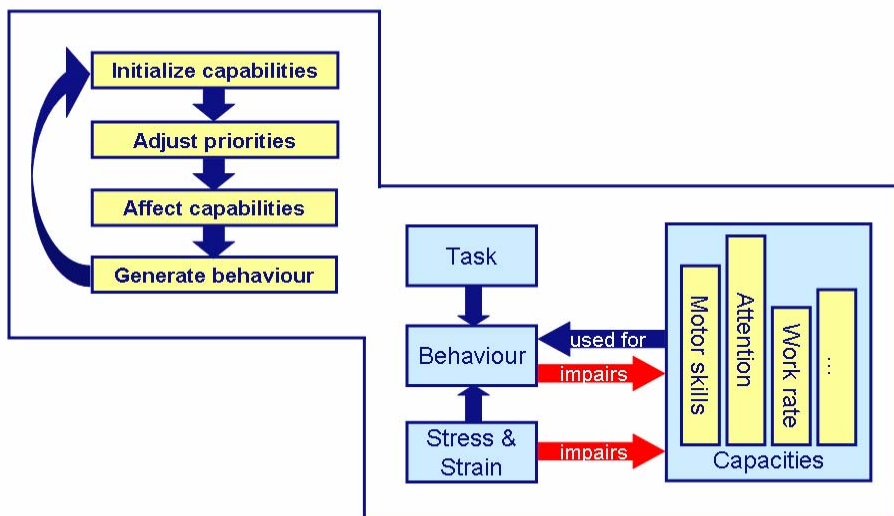 Initialize capabilities
Adjust priorities
Affect capabilities
Generate behaviour
Task
Behaviour
Stress &
Strain
used for
impairs
impairs
Motor skills
Attention
Work rate
...
Capacities